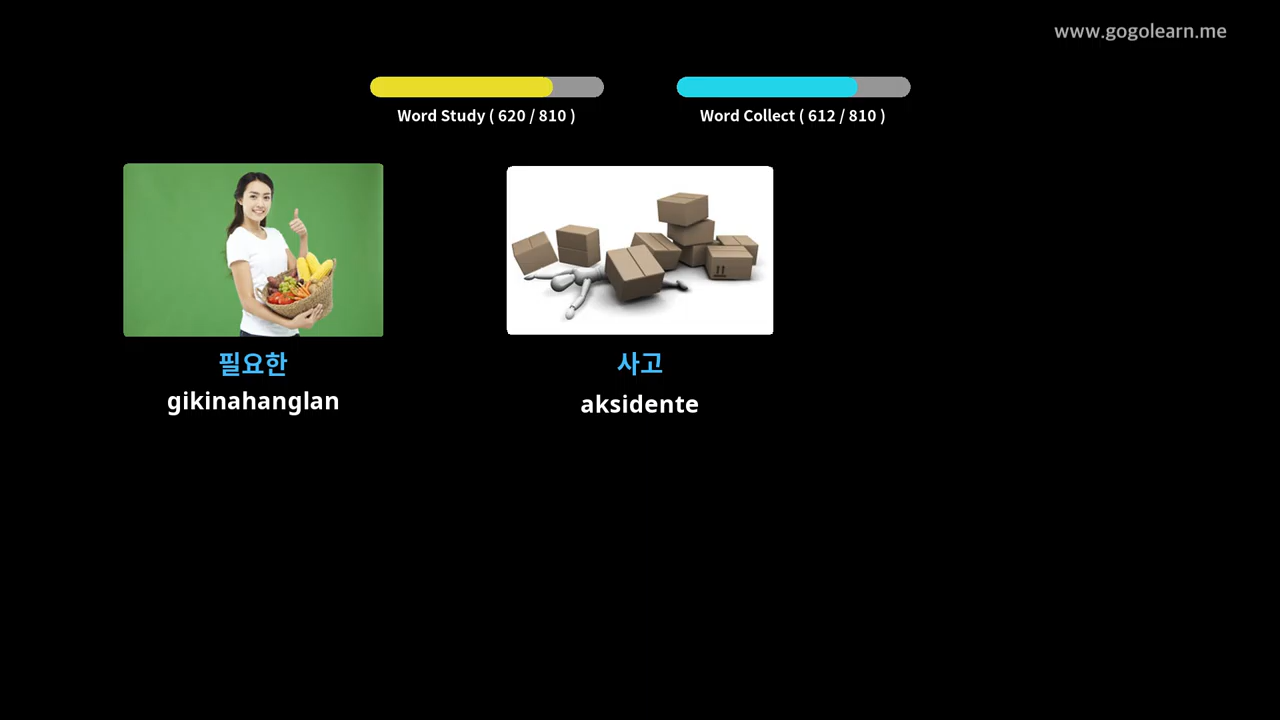 www.gogolearn.me
Word Study ( 620 / 810 )
Word Collect ( 612 / 810 )
필요한
gikinahanglan
사고
aksidente